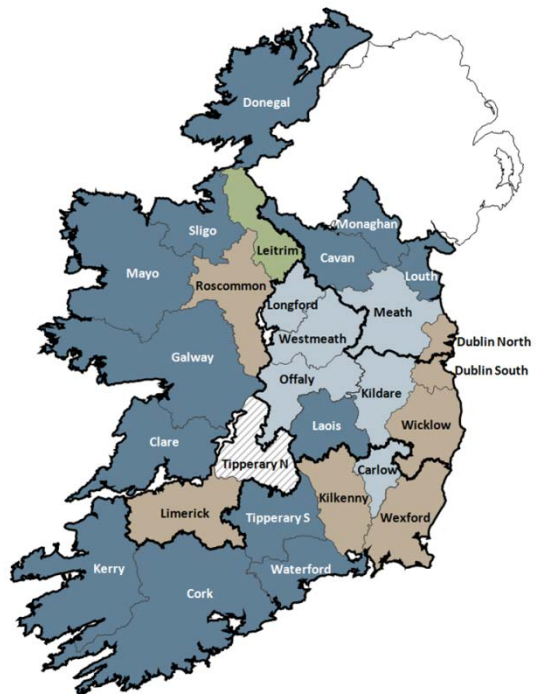 Donegal
Monaghan
Sligo
Leitrim
Cavan
Louth
Mayo
Roscommon
Longford
Meath
Westmeath
Dublin North
Galway
Dublin South
Offaly
Kildare
Laois
Wicklow
Clare
Tipperary N
Carlow
Kilkenny
Limerick
Tipperary S
Wexford
Kerry
Waterford
Cork